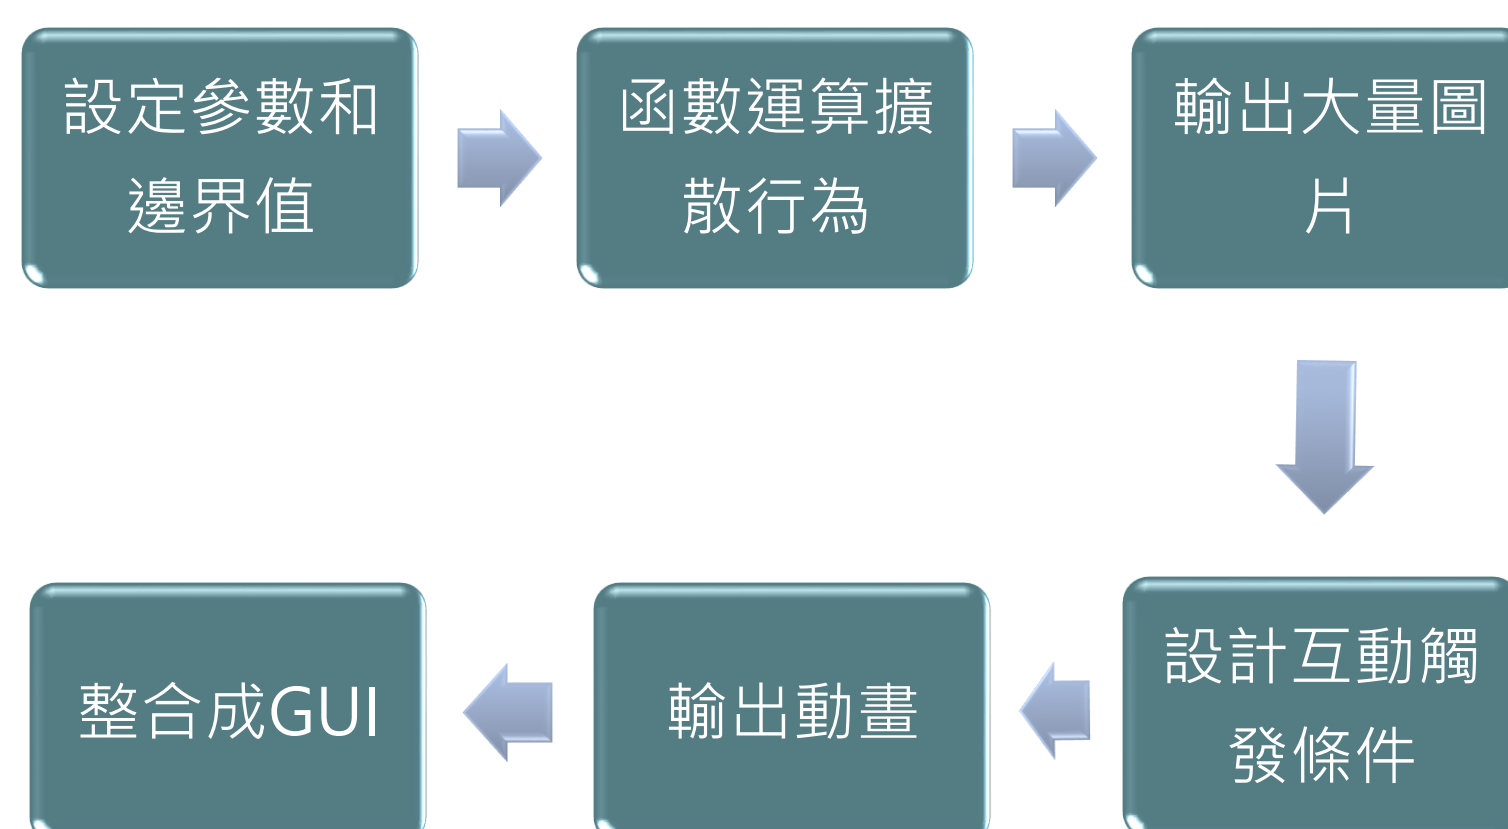 設定參數和
邊界值
函數運算擴
散行為
輸出大量圖
片
設計互動觸
發條件
輸出動畫
整合成GUI